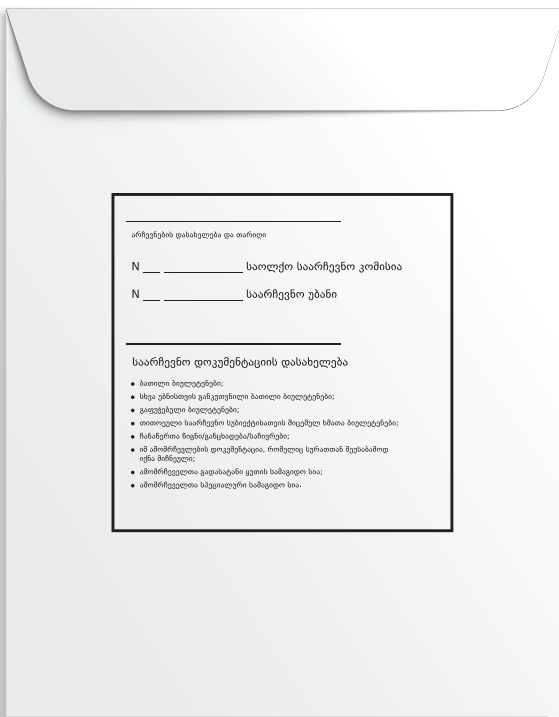 არჩევნების დასახელება და თარიღი
N ___ ____________ საოლქო საარჩევნო კომისია
N ___ ____________ საარჩევნო უბანი
საარჩევნო დოკუმენტაციის დასახელება
• ბათილი ბიულეტენები;
• სხვა უბნისთვის განკუთვნილი ბათილი ბიულეტენები;
• გაფუჭებული ბიულეტენები;
• თითოეული საარჩევნო სუბიექტისათვის მიცემულ ხმათა ბიულეტენები;
• ჩანაწერთა წიგნი/განცხადება/საჩივრები;
• იმ ამომრჩევლების დოკუმენტაცია, რომელიც სურათთან შეუსაბამოდ
იქნა მიჩნეული;
• ამომრჩეველთა გადასატანი ყუთის სამაგიდო სია;
• ამომრჩეველთა სპეციალური სამაგიდო სია.